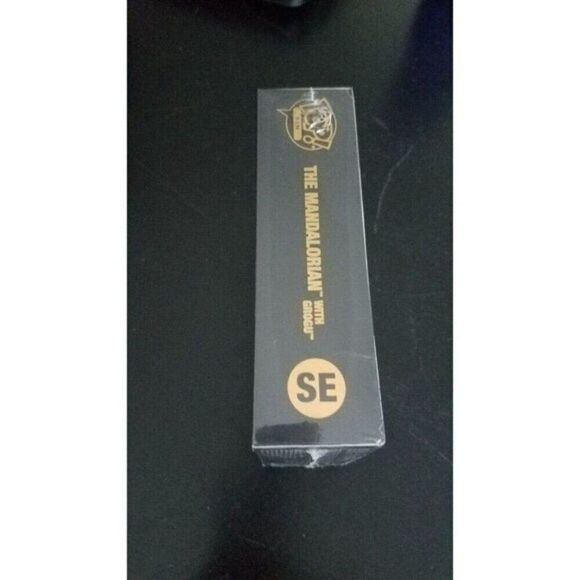 THE MANDALORIAN™ WITH
GROGU™
SE